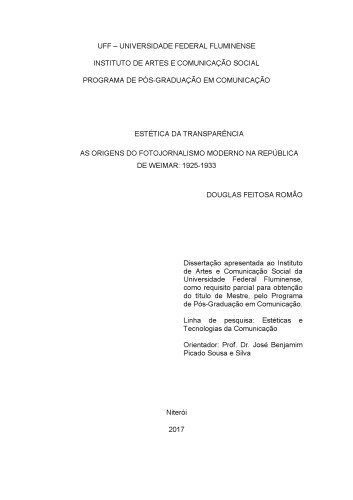 UFF – UNIVERSIDADE FEDERAL FLUMINENSE
INSTITUTO DE ARTES E COMUNICAÇÃO SOCIAL
PROGRAMA DE PÓS-GRADUAÇÃO EM COMUNICAÇÃO
ESTÉTICA DA TRANSPARÊNCIA
AS ORIGENS DO FOTOJORNALISMO MODERNO NA REPÚBLICA
DE WEIMAR: 1925-1933
DOUGLAS FEITOSA ROMÃO
Dissertação apresentada ao Instituto
de Artes e Comunicação Social da
Universidade Federal Fluminense,
como requisito parcial para obtenção
do título de Mestre, pelo Programa
de Pós-Graduação em Comunicação.
Linha de pesquisa: Estéticas e
Tecnologias da Comunicação
Orientador: Prof. Dr. José Benjamim
Picado Sousa e Silva
Niterói
2017